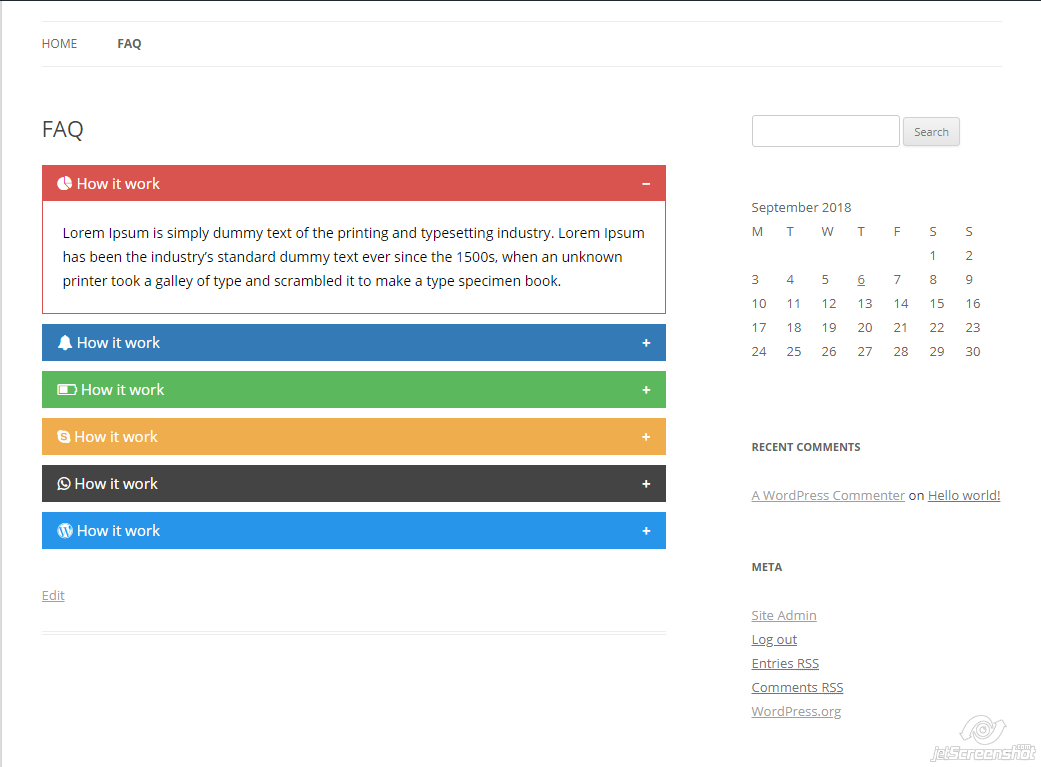 HOME FAQ
FAQ
How it work −
Lorem Ipsum is simply dummy text of the printing and typesetting industry. Lorem Ipsum
has been the industry’s standard dummy text ever since the 1500s, when an unknown
printer took a galley of type and scrambled it to make a type specimen book.
How it work +
How it work +
How it work +
How it work +
How it work +
Edit
Search
September 2018
M T W T F S S
1 2
3 4 5 6 7 8 9
10 11 12 13 14 15 16
17 18 19 20 21 22 23
24 25 26 27 28 29 30
RECENT COMMENTS
A WordPress Commenter on Hello world!
META
Site Admin
Log out
Entries RSS
Comments RSS
WordPress.org
jetScreenshot.com